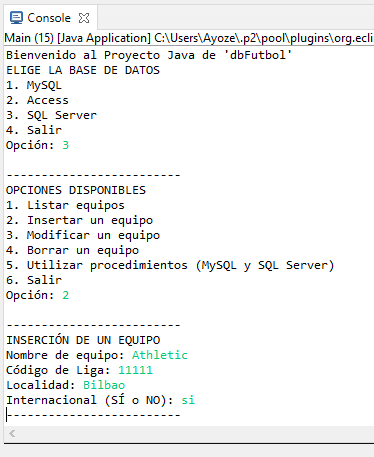 Console
Main (15) [Java Application] C:\Users\Ayoze\.p2\pool\plugins\org.ecli
Bienvenido al Proyecto Java de 'dbFutbol'
ELIGE LA BASE DE DATOS
1. MySQL
2. Access
3. SQL Server
4. Salir
Opción: 3
-------------------------
OPCIONES DISPONIBLES
1. Listar equipos
2. Insertar un equipo
3. Modificar un equipo
4. Borrar un equipo
5. Utilizar procedimientos (MySQL y SQL Server)
6. Salir
Opción: 2
-------------------------
INSERCIÓN DE UN EQUIPO
Nombre de equipo: Athletic
Código de Liga: 11111
Localidad: Bilbao
Internacional (SÍ o NO): si
-------------------------